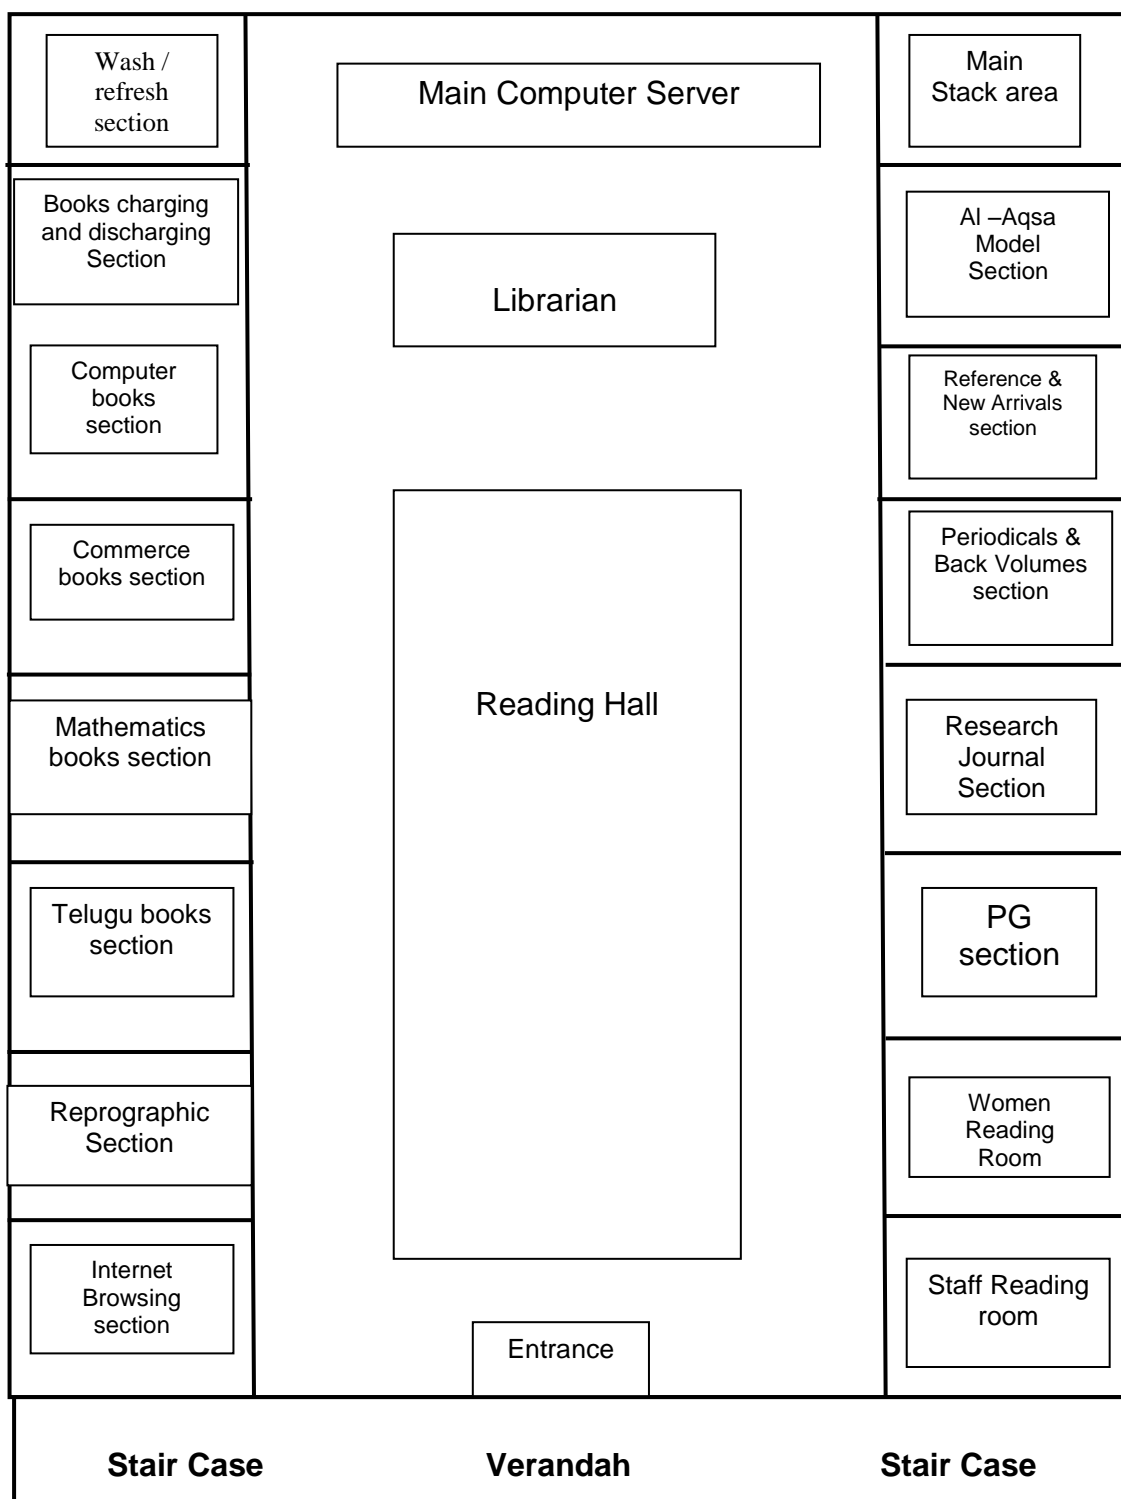 Wash /
refresh
section
Main Computer Server
Main
Stack area
Books charging
and discharging
Section
Al –Aqsa
Model
Section
Librarian
Computer
books
section
Reference &
New Arrivals
section
Commerce
books section
Periodicals &
Back Volumes
section
Reading Hall
Mathematics
books section
Research
Journal
Section
Telugu books
section
PG
section
Reprographic
Section
Women
Reading
Room
Internet
Browsing
section
Staff Reading
room
Entrance
Stair Case
Verandah
Stair Case